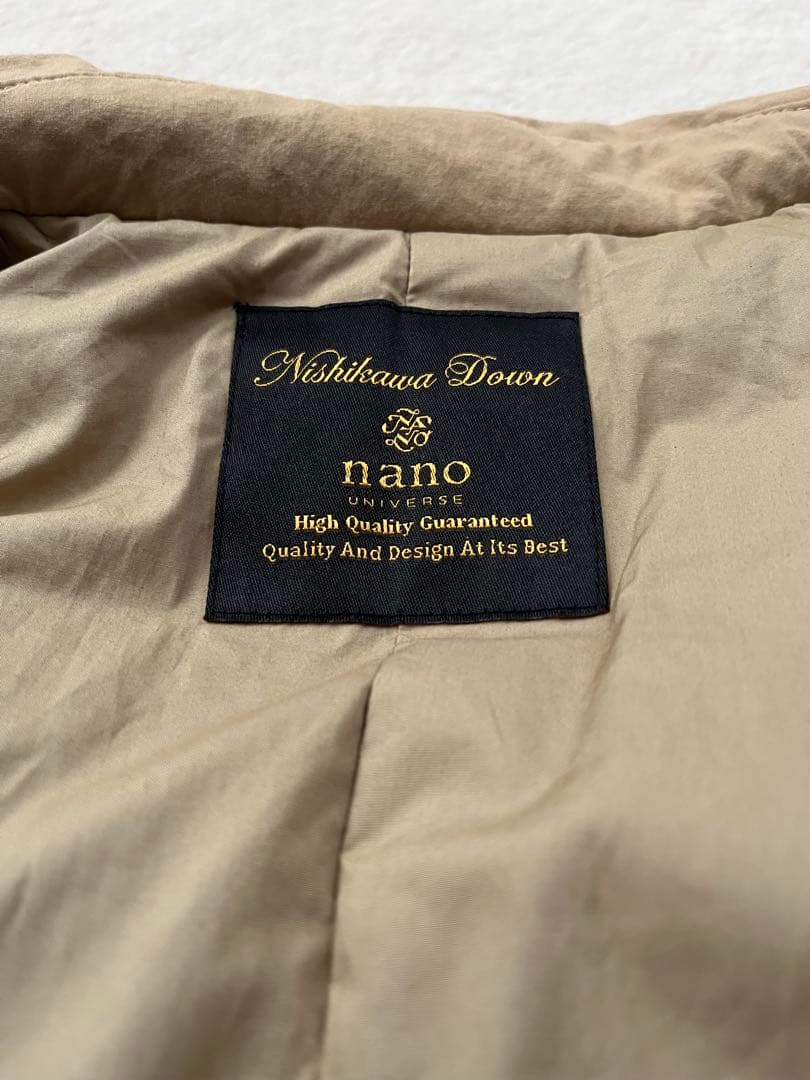 Nishikawa Down
nano
UNIVERSE
High Quality Guaranteed
Quality And Design At Its Best